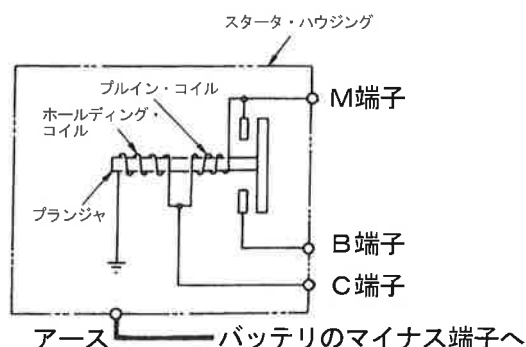 スタータ・ハウジング
プルイン・コイル
ホールディング・
コイル
M端子
プランジャ
B端子
C端子
アース
バッテリのマイナス端子へ